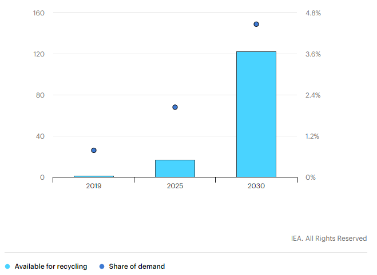 160 4.8%
120 3.6%
80 2.4%
40 1.2%
0 0%
2019 2025 2030
IEA. All Rights Reserved
Available for recycling Share of demand